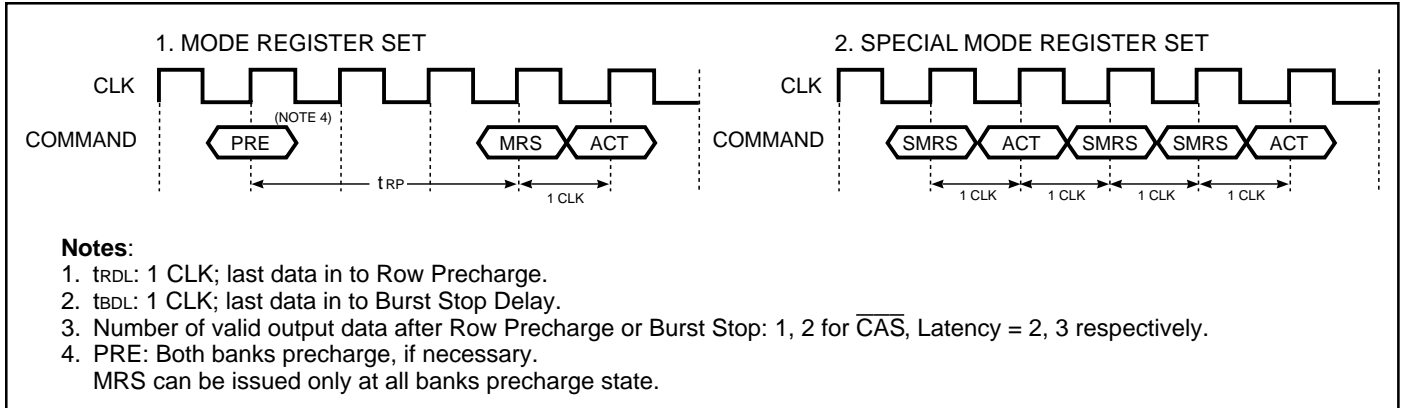 1. MODE REGISTER SET
CLK
(NOTE 4)
COMMAND
PRE
MRS
ACT
tRP
1 CLK
2. SPECIAL MODE REGISTER SET
CLK
COMMAND
SMRS
ACT
SMRS
SMRS
ACT
1 CLK
1 CLK
1 CLK
1 CLK
Notes:
1. tRDL: 1 CLK; last data in to Row Precharge.
2. tBDL: 1 CLK; last data in to Burst Stop Delay.
3. Number of valid output data after Row Precharge or Burst Stop: 1, 2 for C̅A̅S̅, Latency = 2, 3 respectively.
4. PRE: Both banks precharge, if necessary.
MRS can be issued only at all banks precharge state.